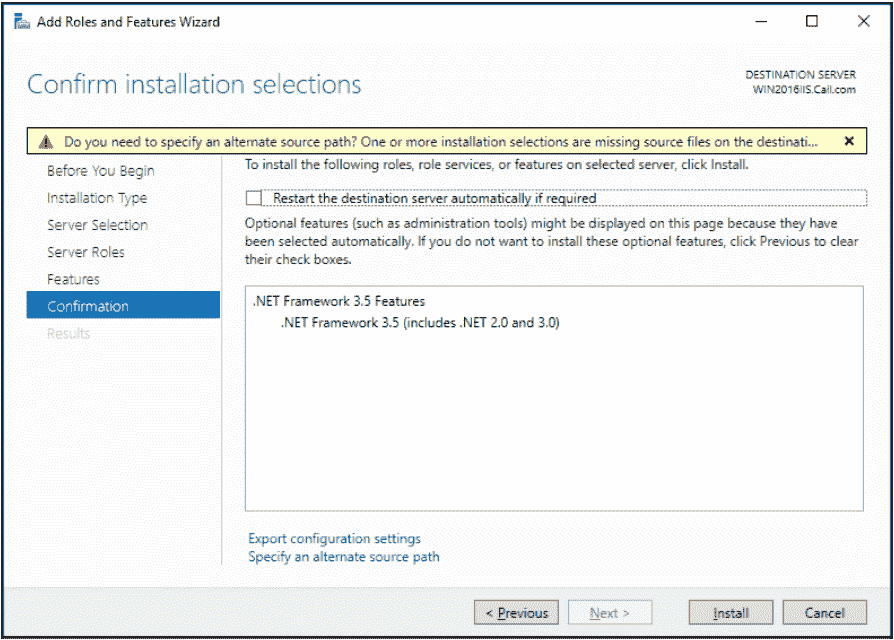 Add Roles and Features Wizard
Confirm installation selections
DESTINATION SERVER
WIN2016IIS.Call.com
Do you need to specify an alternate source path? One or more installation selections are missing source files on the destinati...
Before You Begin
Installation Type
Server Selection
Server Roles
Features
Confirmation
Results
To install the following roles, role services, or features on selected server, click Install.
Restart the destination server automatically if required
Optional features (such as administration tools) might be displayed on this page because they have
been selected automatically. If you do not want to install these optional features, click Previous to clear
their check boxes.
.NET Framework 3.5 Features
.NET Framework 3.5 (includes .NET 2.0 and 3.0)
Export configuration settings
Specify an alternate source path
< Previous
Next >
Install
Cancel